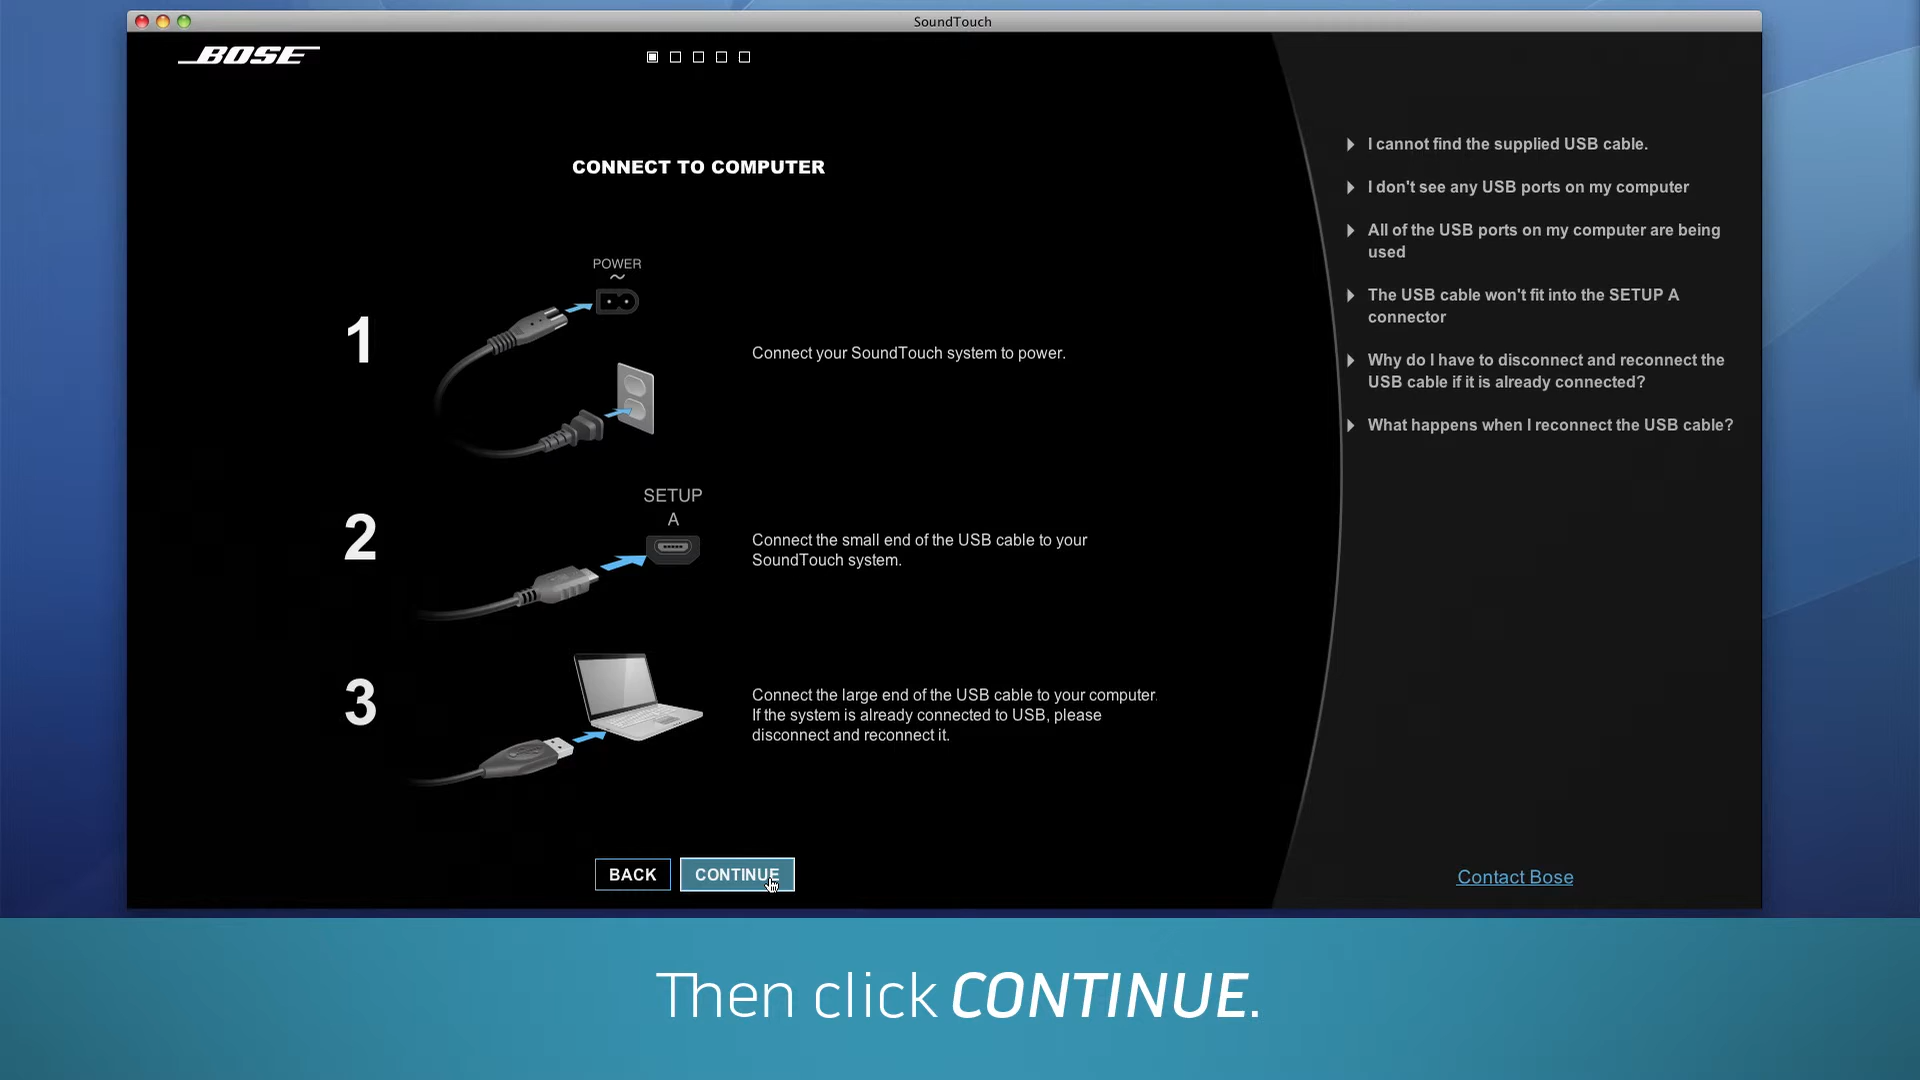 SoundTouch
BOSE
CONNECT TO COMPUTER
POWER
~
1
Connect your SoundTouch system to power.
SETUP
A
2
Connect the small end of the USB cable to your
SoundTouch system.
3
Connect the large end of the USB cable to your computer.
If the system is already connected to USB, please
disconnect and reconnect it.
BACK
CONTINUE
I cannot find the supplied USB cable.
I don't see any USB ports on my computer
All of the USB ports on my computer are being
used
The USB cable won't fit into the SETUP A
connector
Why do I have to disconnect and reconnect the
USB cable if it is already connected?
What happens when I reconnect the USB cable?
Contact Bose
Then click CONTINUE.